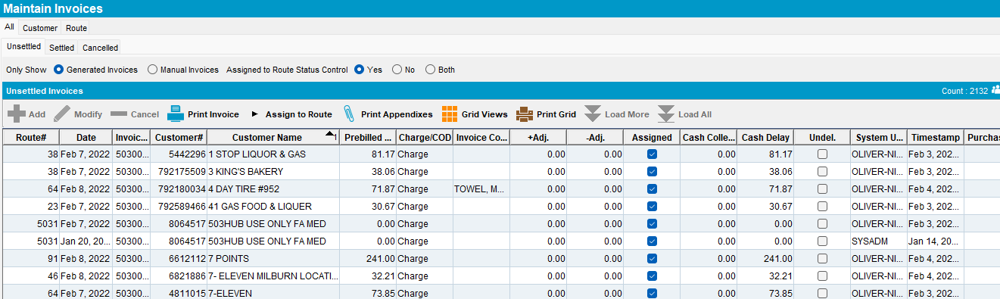 Maintain Invoices
All Customer Route
Unsettled Settled Cancelled
Only Show Generated Invoices Manual Invoices Assigned to Route Status Control Yes No Both
Unsettled Invoices Count : 2132
Add Modify Cancel Print Invoice Assign to Route Print Appendixes Grid Views Print Grid Load More Load All
Route# Date Invoic... Customer# Customer Name 1 Prebilled ... Charge/COD Invoice Co... +Adj. -Adj. Assigned Cash Colle... Cash Delay Undel. System U... Timestamp Purchas
38 Feb 7, 2022 50300... 5442296 1 STOP LIQUOR & GAS 81.17 Charge 0.00 0.00 0.00 81.17 OLIVER-NI... Feb 3, 202...
38 Feb 7, 2022 50300... 792175509 3 KING'S BAKERY 38.06 Charge 0.00 0.00 0.00 38.06 OLIVER-NI... Feb 3, 202...
64 Feb 8, 2022 50300... 792180034 4 DAY TIRE #952 71.87 Charge TOWEL, M... 0.00 0.00 0.00 71.87 OLIVER-NI... Feb 4, 202...
23 Feb 7, 2022 50300... 792589466 41 GAS FOOD & LIQUER 30.67 Charge 0.00 0.00 0.00 30.67 OLIVER-NI... Feb 3, 202...
5031 Feb 7, 2022 50300... 8064517 503HUB USE ONLY FA MED 0.00 Charge 0.00 0.00 0.00 0.00 OLIVER-NI... Feb 3, 202...
5031 Jan 20, 20... 50300... 8064517 503HUB USE ONLY FA MED 0.00 Charge 0.00 0.00 0.00 0.00 SYSADM Jan 14, 20...
91 Feb 8, 2022 50300... 6612112 7 POINTS 241.00 Charge 0.00 0.00 0.00 241.00 OLIVER-NI... Feb 4, 202...
46 Feb 8, 2022 50300... 6821886 7- ELEVEN MILBURN LOCATI... 32.21 Charge 0.00 0.00 0.00 32.21 OLIVER-NI... Feb 4, 202...
64 Feb 7, 2022 50300... 4811015 7-ELEVEN 73.85 Charge 0.00 0.00 0.00 73.85 OLIVER-NI... Feb 3, 202...